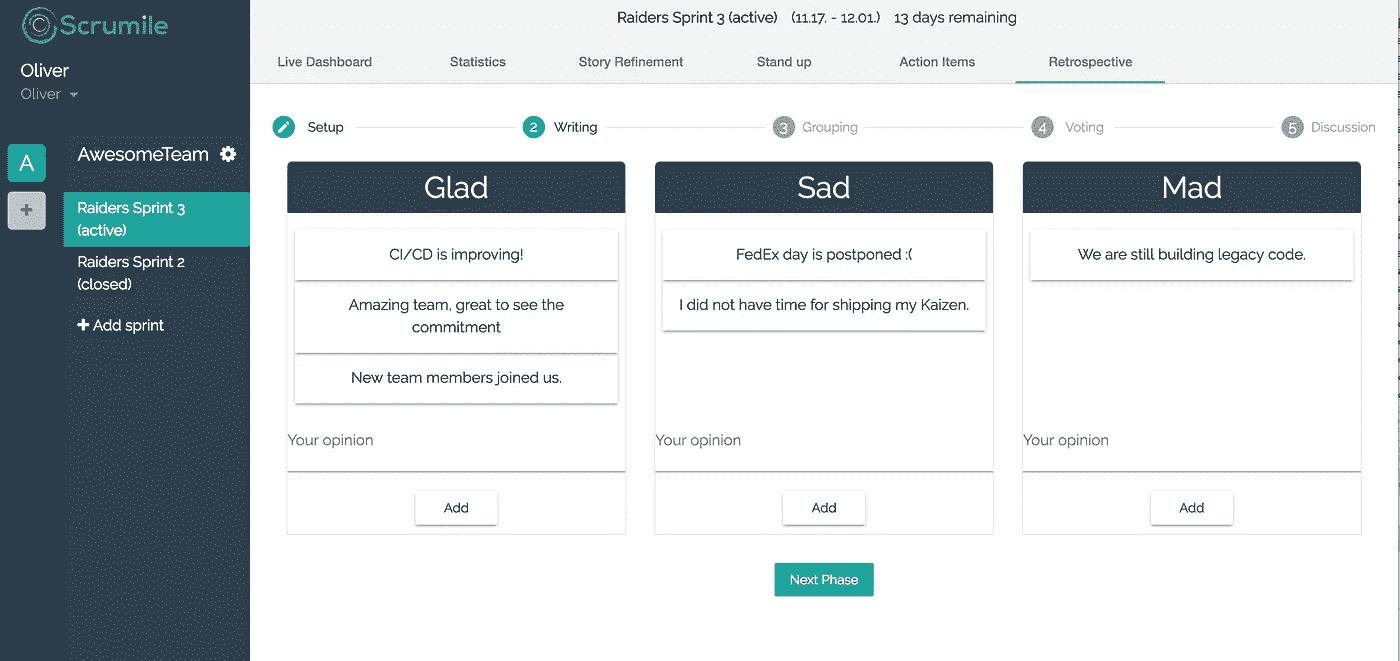 Scrumile
Oliver
Oliver
A
AwesomeTeam
+
Raiders Sprint 3
(active)
Raiders Sprint 2
(closed)
+ Add sprint
Raiders Sprint 3 (active) (11.17. - 12.01.) 13 days remaining
Live Dashboard Statistics Story Refinement Stand up Action Items Retrospective
Setup 2 Writing 3 Grouping 4 Voting 5 Discussion
Glad
CI/CD is improving!
Amazing team, great to see the
commitment
New team members joined us.
Your opinion
Add
Sad
FedEx day is postponed :(
I did not have time for shipping my Kaizen.
Your opinion
Add
Mad
We are still building legacy code.
Your opinion
Add
Next Phase